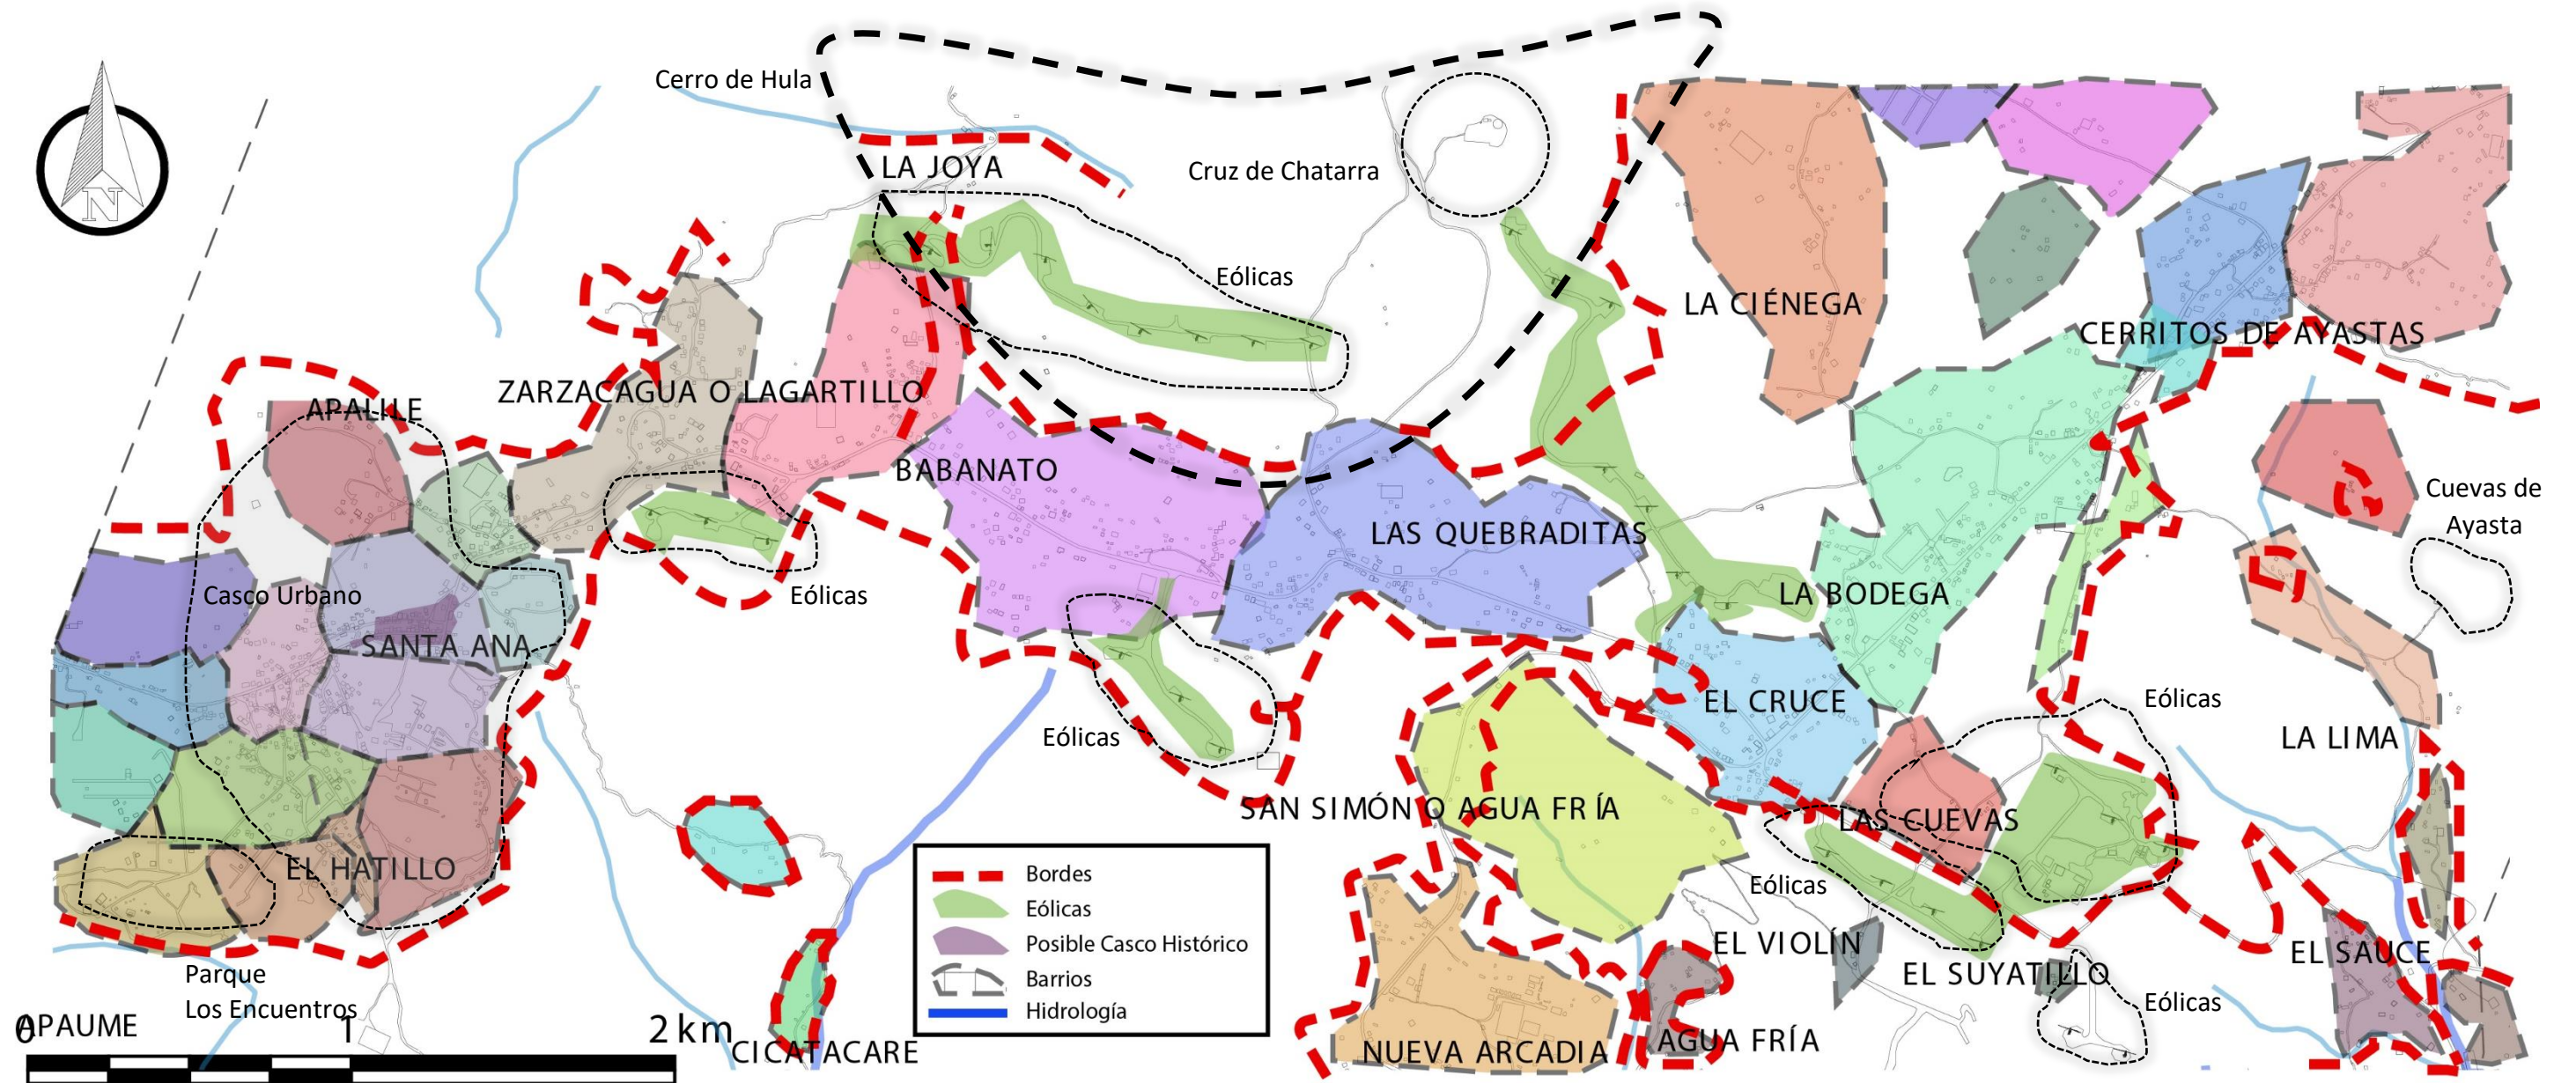 Cerro de Hula
LA JOYA
Cruz de Chatarra
Eólicas
LA CIÉNEGA
CERRITOS DE AYASTAS
ZARZACAGUA O LAGARTILLO
APALILE
BABANATO
Cuevas de
Ayasta
LAS QUEBRADITAS
Casco Urbano
Eólicas
LA BODEGA
SANTA ANA
EL CRUCE
Eólicas
Eólicas
LA LIMA
SAN SIMÓN O AGUA FRÍA
LAS CUEVAS
EL HATILLO
Eólicas
Bordes
Eólicas
Posible Casco Histórico
Barrios
Hidrología
EL VIOLÍN
EL SAUCE
EL SUYATILLO
Parque
Los Encuentros
Eólicas
APAUME
0 1 2 km
CICATACARE
NUEVA ARCADIA
AGUA FRÍA
N